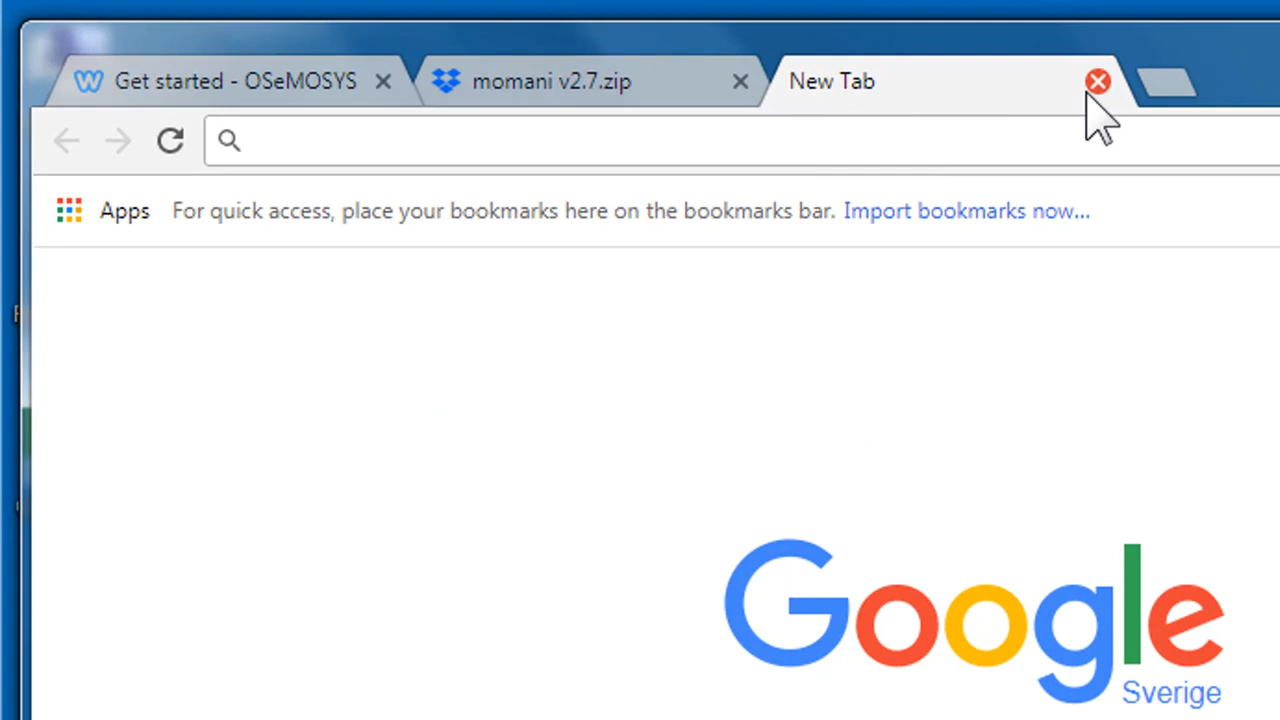 Get started - OSeMOSYS momani v2.7.zip New Tab
Apps For quick access, place your bookmarks here on the bookmarks bar. Import bookmarks now...
Google
Sverige